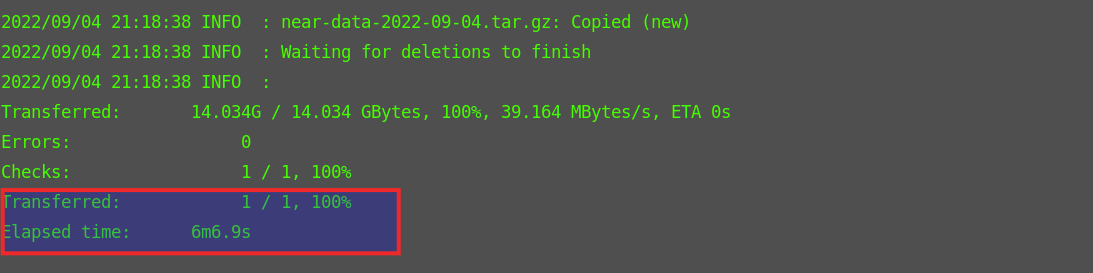 2022/09/04 21:18:38 INFO  : near-data-2022-09-04.tar.gz: Copied (new)
2022/09/04 21:18:38 INFO  : Waiting for deletions to finish
2022/09/04 21:18:38 INFO  :
Transferred:       14.034G / 14.034 GBytes, 100%, 39.164 MBytes/s, ETA 0s
Errors:                 0
Checks:                 1 / 1, 100%
Transferred:            1 / 1, 100%
Elapsed time:      6m6.9s